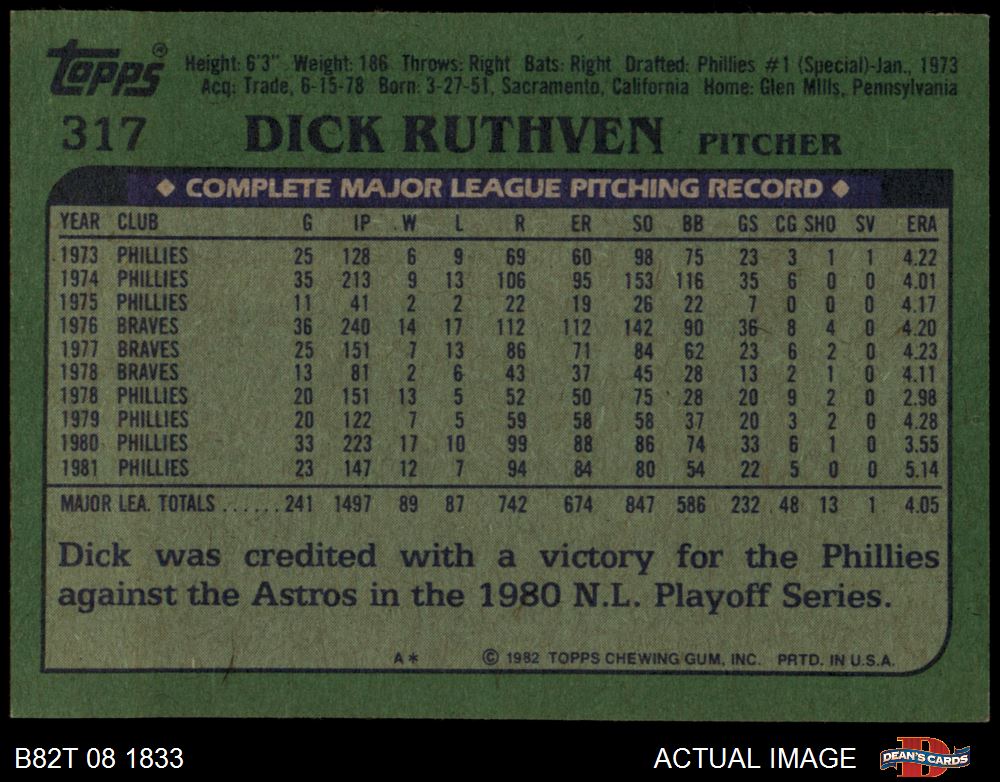 Topps® Height: 6'3" Weight: 186 Throws: Right Bats: Right Drafted: Phillies #1 (Special)-Jan., 1973
Acq: Trade, 6-15-78 Born: 3-27-51, Sacramento, California Home: Glen Mills, Pennsylvania
317 DICK RUTHVEN PITCHER
◆ COMPLETE MAJOR LEAGUE PITCHING RECORD ◆
YEAR CLUB G IP W L R ER SO BB GS CG SHO SV ERA
1973 PHILLIES 25 128 6 9 69 60 98 75 23 3 1 1 4.22
1974 PHILLIES 35 213 9 13 106 95 153 116 35 6 0 0 4.01
1975 PHILLIES 11 41 2 2 22 19 26 22 7 0 0 0 4.17
1976 BRAVES 36 240 14 17 112 112 142 90 36 8 4 0 4.20
1977 BRAVES 25 151 7 13 86 71 84 62 23 6 2 0 4.23
1978 BRAVES 13 81 2 6 43 37 45 28 13 2 1 0 4.11
1978 PHILLIES 20 151 13 5 52 50 75 28 20 9 2 0 2.98
1979 PHILLIES 20 122 7 5 59 58 58 37 20 3 2 0 4.28
1980 PHILLIES 33 223 17 10 99 88 86 74 33 6 1 0 3.55
1981 PHILLIES 23 147 12 7 94 84 80 54 22 5 0 0 5.14
MAJOR LEA. TOTALS ...... 241 1497 89 87 742 674 847 586 232 48 13 1 4.05
Dick was credited with a victory for the Phillies
against the Astros in the 1980 N.L. Playoff Series.
A* © 1982 TOPPS CHEWING GUM, INC. PRTD. IN U.S.A.
B82T 08 1833 ACTUAL IMAGE DEAN'S CARDS